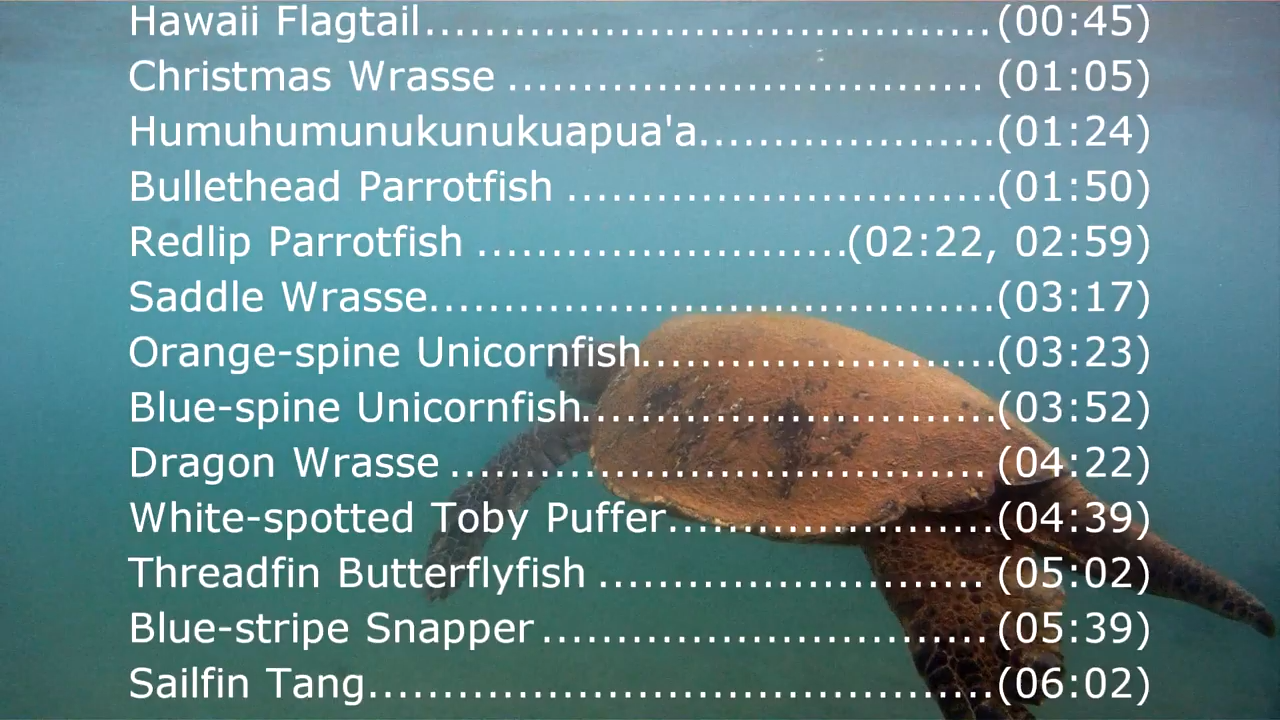 Hawaii Flagtail......................................(00:45)
Christmas Wrasse ................................ (01:05)
Humuhumunukunukuapua'a....................(01:24)
Bullethead Parrotfish .............................(01:50)
Redlip Parrotfish .........................(02:22, 02:59)
Saddle Wrasse......................................(03:17)
Orange-spine Unicornfish........................(03:23)
Blue-spine Unicornfish............................(03:52)
Dragon Wrasse .................................... (04:22)
White-spotted Toby Puffer......................(04:39)
Threadfin Butterflyfish .......................... (05:02)
Blue-stripe Snapper .............................. (05:39)
Sailfin Tang..........................................(06:02)